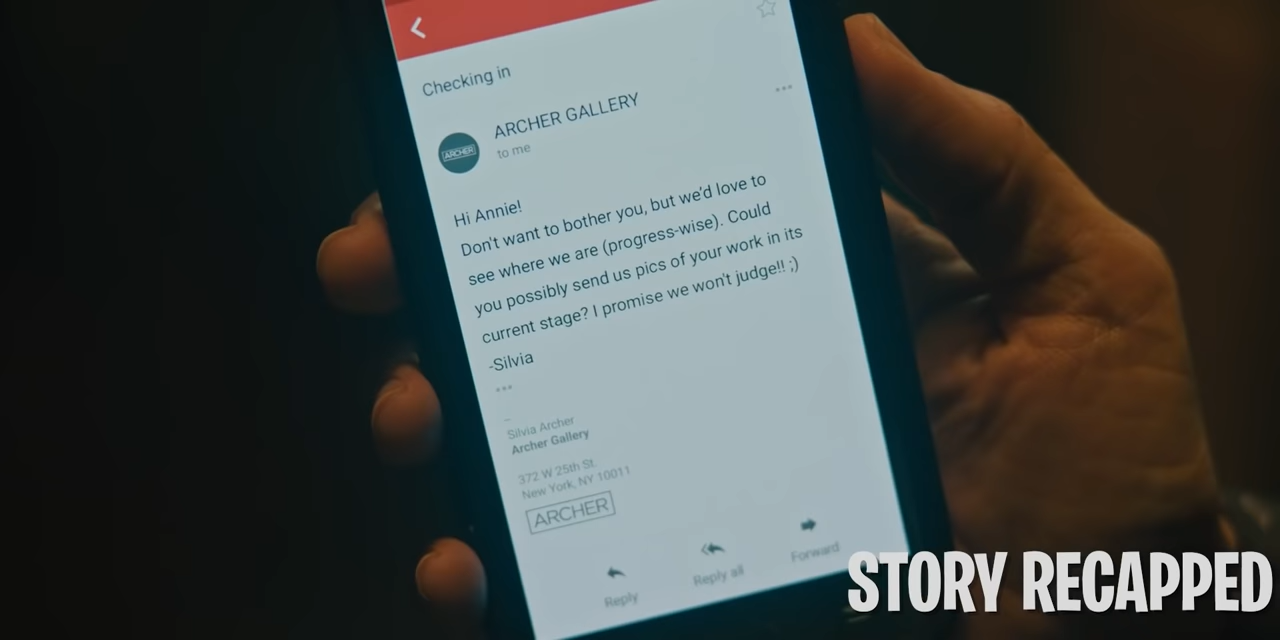 Checking in
ARCHER GALLERY
ARCHER
to me
Hi Annie!
Don't want to bother you, but we'd love to
see where we are (progress-wise). Could
you possibly send us pics of your work in its
current stage? I promise we won't judge!! ;)
-Silvia
--
Silvia Archer
Archer Gallery
372 W 25th St.
New York, NY 10011
ARCHER
Reply
Reply all
Forward
STORY RECAPPED